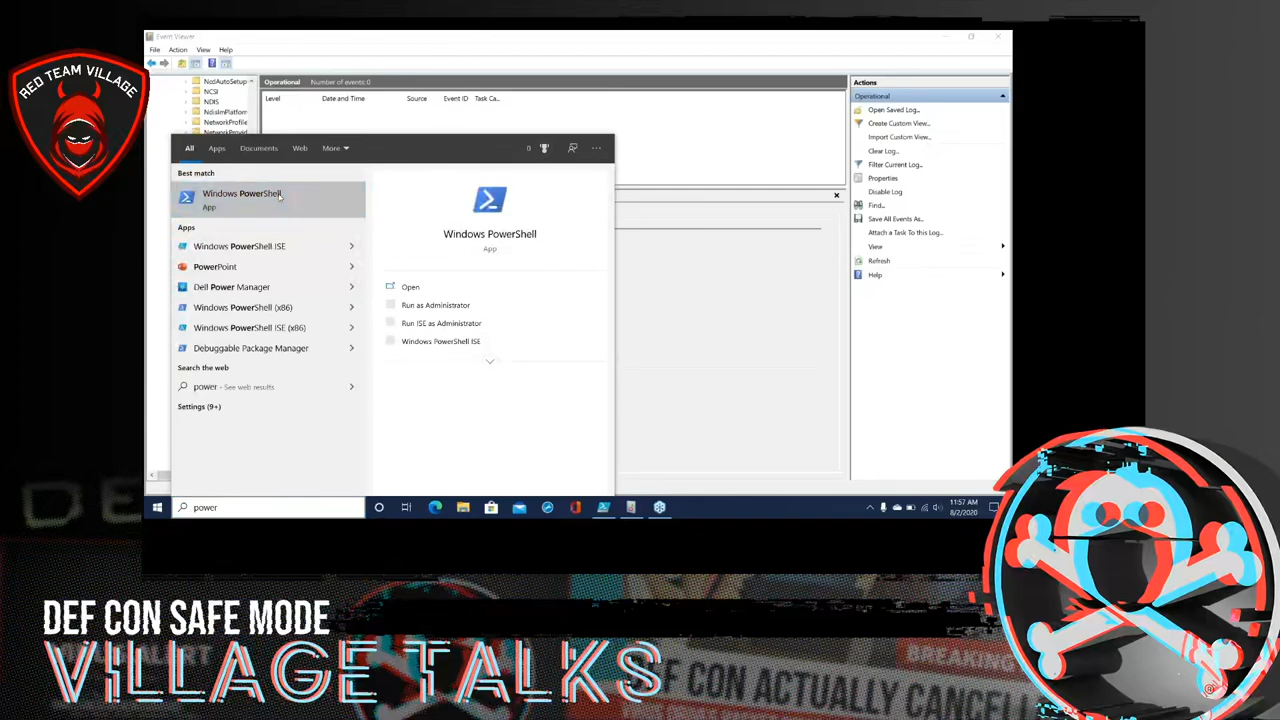 RED TEAM VILLAGE
Event Viewer
File Action View Help
NcdAutoSetup
NCSI
NDIS
NdisImPlatform
NetworkProfile
NetworkProvid
Operational Number of events: 0
Level Date and Time Source Event ID Task Ca...
Actions
Operational
Open Saved Log...
Create Custom View...
Import Custom View...
Clear Log...
Filter Current Log...
Properties
Disable Log
Find...
Save All Events As...
Attach a Task To this Log...
View
Refresh
Help
All Apps Documents Web More 0 ...
Best match
Windows PowerShell
App
Apps
Windows PowerShell ISE
PowerPoint
Dell Power Manager
Windows PowerShell (x86)
Windows PowerShell ISE (x86)
Debuggable Package Manager
Search the web
power - See web results
Settings (9+)
Windows PowerShell
App
Open
Run as Administrator
Run ISE as Administrator
Windows PowerShell ISE
power
11:57 AM
8/2/2020
DEF CON SAFE MODE
VILLAGE TALKS
BREAKING
DEF CON ACTUALLY CANCEL